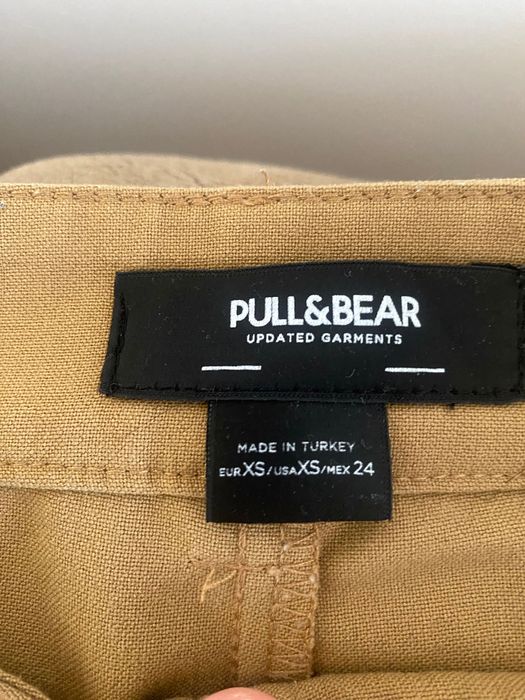 PULL&BEAR
UPDATED GARMENTS
MADE IN TURKEY
EUR XS/USA XS/MEX 24